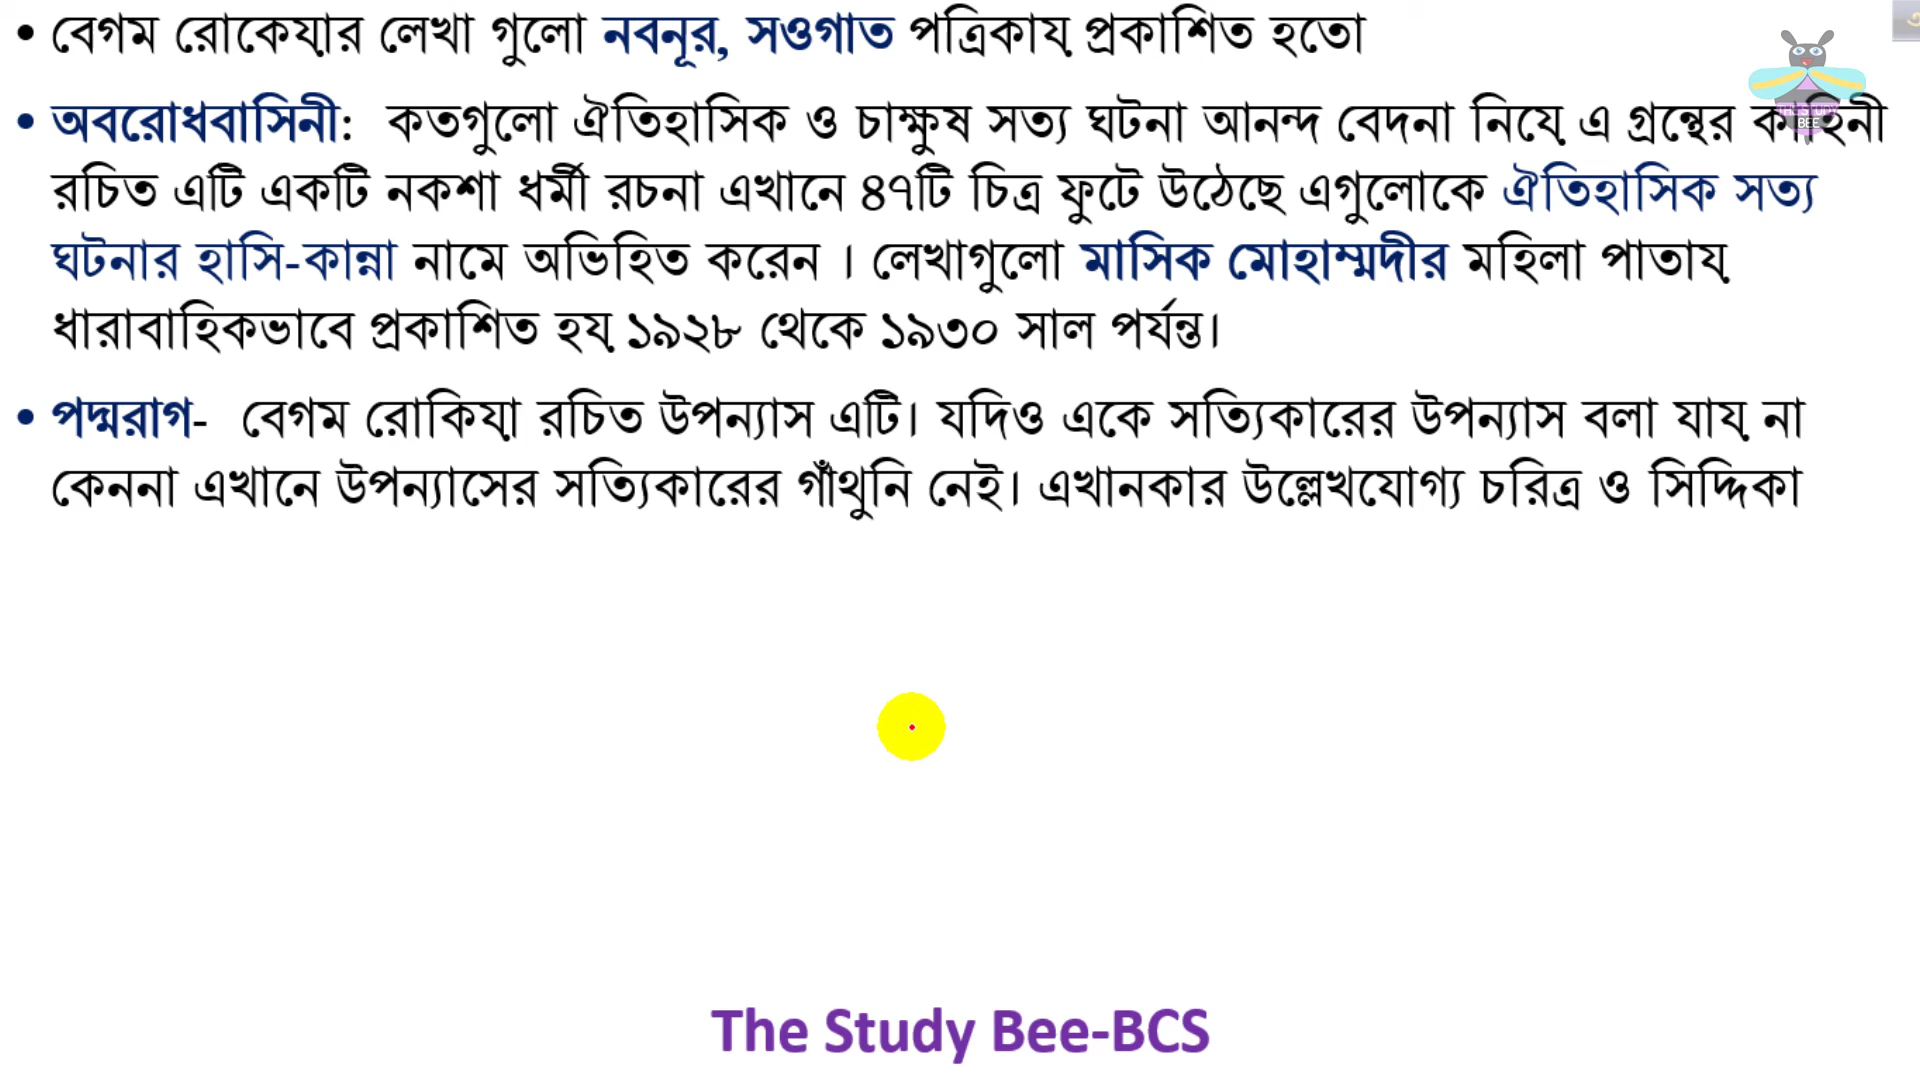 • বেগম রোকেয়ার লেখা গুলো নবনূর, সওগাত পত্রিকায় প্রকাশিত হতো
• অবরোধবাসিনী: কতগুলো ঐতিহাসিক ও চাক্ষুষ সত্য ঘটনা আনন্দ বেদনা নিয়ে এ গ্রন্থের কাহিনী
রচিত এটি একটি নকশা ধর্মী রচনা এখানে ৪৭টি চিত্র ফুটে উঠেছে এগুলোকে ঐতিহাসিক সত্য
ঘটনার হাসি-কান্না নামে অভিহিত করেন । লেখাগুলো মাসিক মোহাম্মদীর মহিলা পাতায়
ধারাবাহিকভাবে প্রকাশিত হয় ১৯২৮ থেকে ১৯৩০ সাল পর্যন্ত।
• পদ্মরাগ- বেগম রোকিয়া রচিত উপন্যাস এটি। যদিও একে সত্যিকারের উপন্যাস বলা যায় না
কেননা এখানে উপন্যাসের সত্যিকারের গাঁথুনি নেই। এখানকার উল্লেখযোগ্য চরিত্র ও সিদ্দিকা
THE STUDY
BEE
The Study Bee-BCS